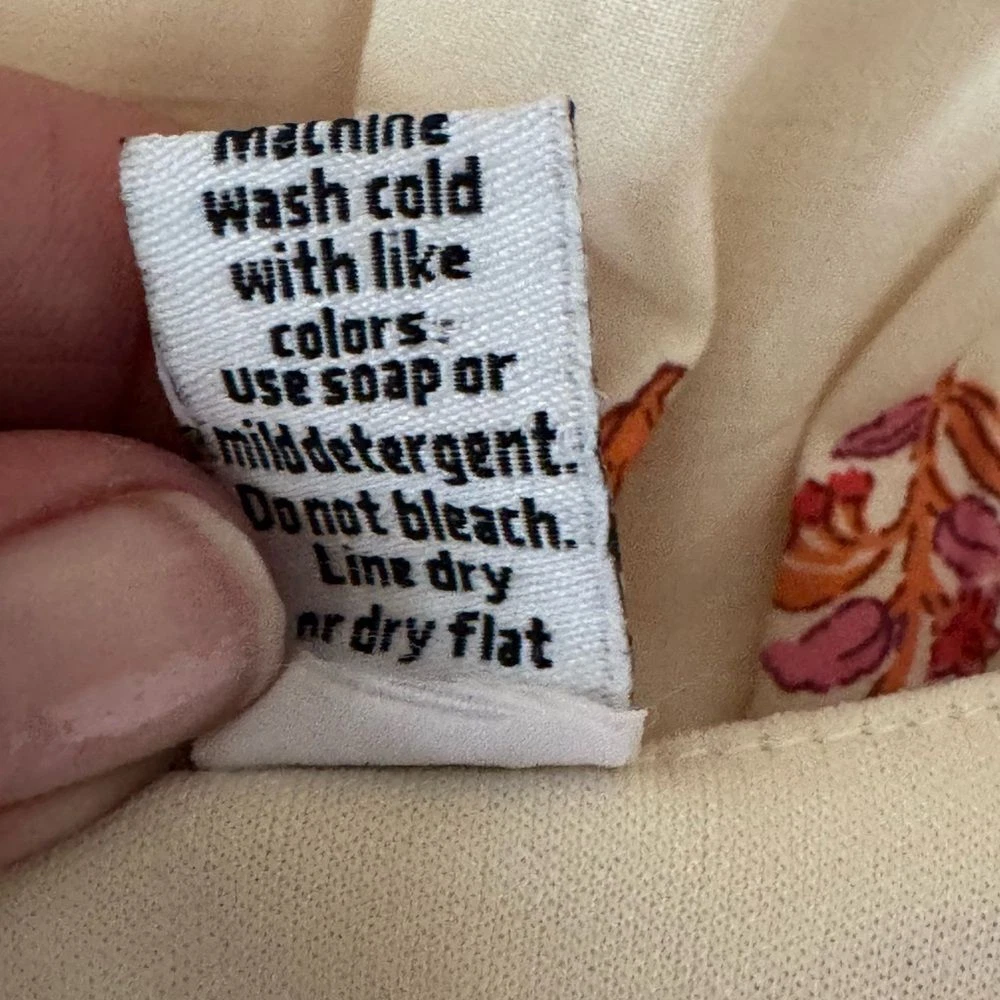 machine
wash cold
with like
colors.
use soap or
mild detergent.
Do not bleach.
Line dry
or dry flat